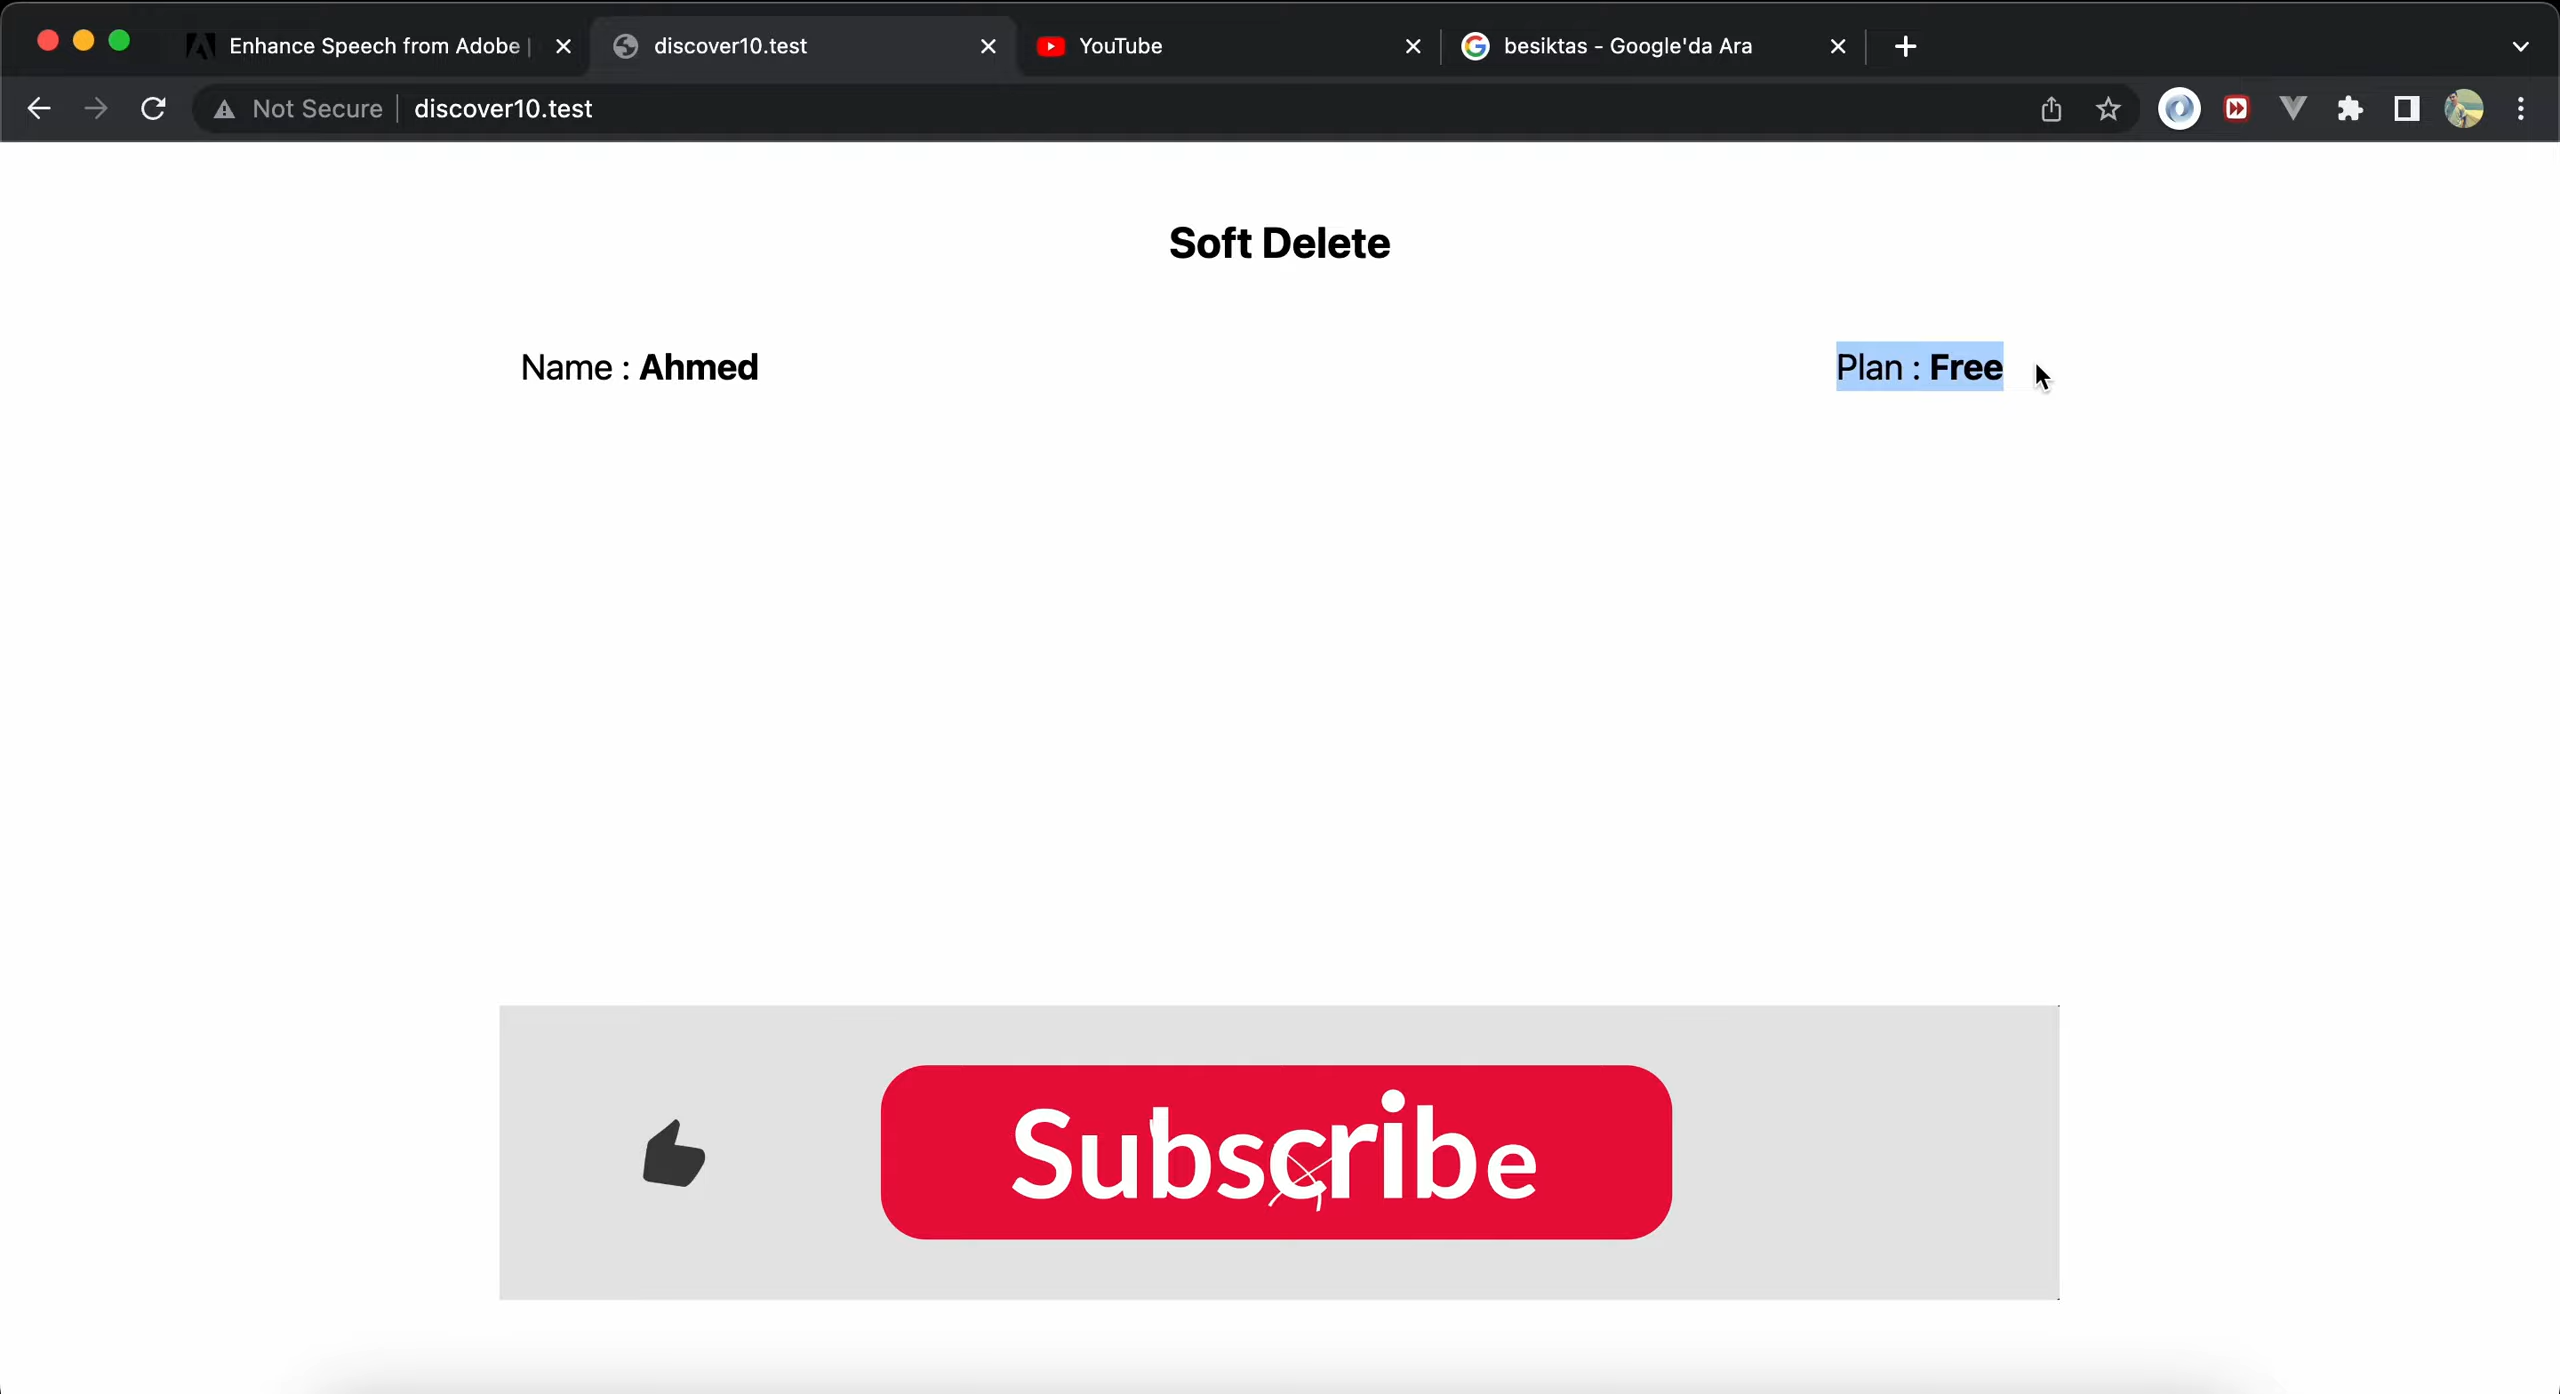 Enhance Speech from Adobe |
discover10.test
YouTube
besiktas - Google'da Ara
Not Secure
discover10.test
Soft Delete
Name : Ahmed
Plan : Free
Subscribe